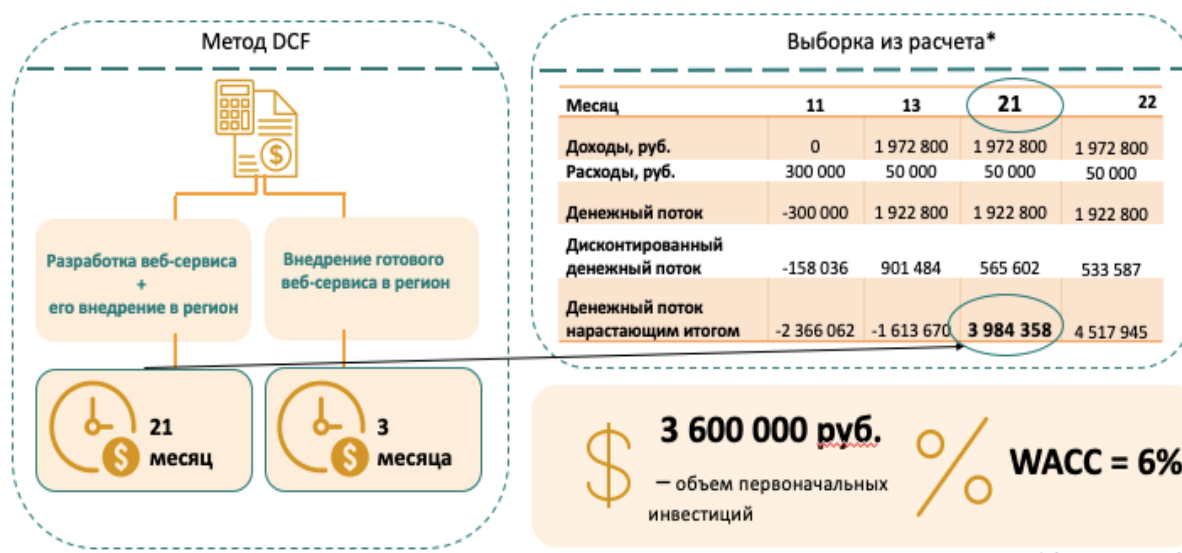 Метод DCF
Разработка веб-сервиса
+
его внедрение в регион
Внедрение готового
веб-сервиса в регион
21
месяц
3
месяца
Выборка из расчета*
Месяц 11 13 21 22
Доходы, руб. 0 1 972 800 1 972 800 1 972 800
Расходы, руб. 300 000 50 000 50 000 50 000
Денежный поток -300 000 1 922 800 1 922 800 1 922 800
Дисконтированный
денежный поток -158 036 901 484 565 602 533 587
Денежный поток
нарастающим итогом -2 366 062 -1 613 670 3 984 358 4 517 945
3 600 000 руб.
– объем первоначальных
инвестиций
WACC = 6%